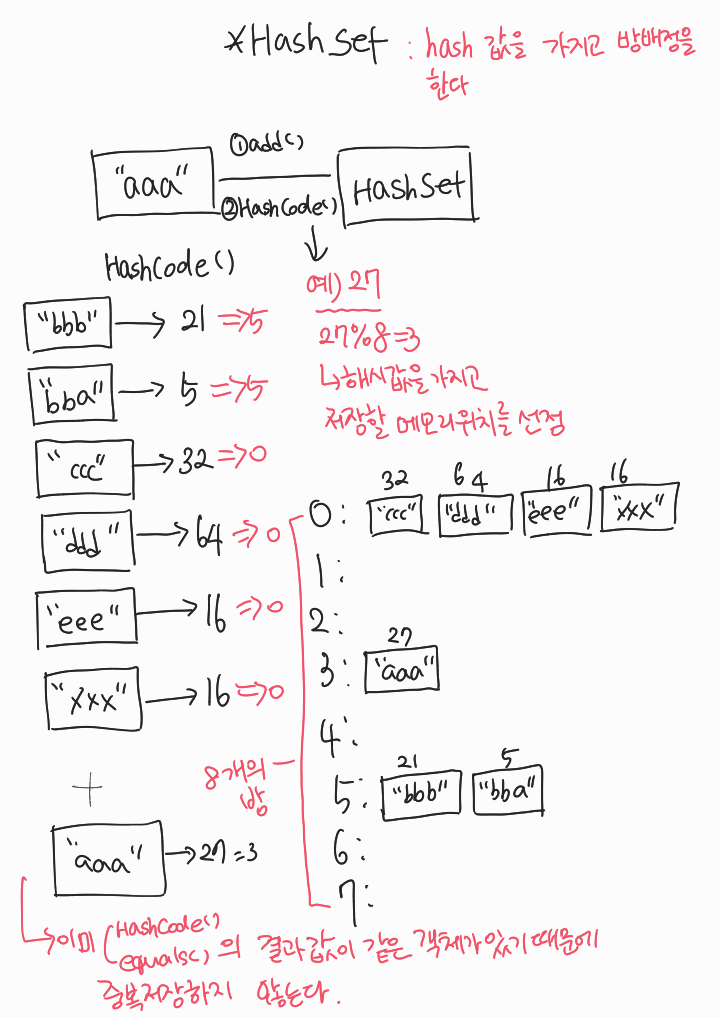 *HashSet : hash 값을 가지고 방배정을
한다
"aaa" ①add() HashSet
②HashCode()
HashCode()
예) 27
27%8=3
↳해시값을 가지고
저장할 메모리위치를 선정
"bbb" → 21 => 5
"bba" → 5 => 5
"ccc" → 32 => 0
"ddd" → 64 => 0
"eee" → 16 => 0
"xxx" → 16 => 0
+
"aaa" → 27 = 3
8개의
방
32 64 16 16
0: "ccc" "ddd" "eee" "xxx"
1:
2:
27
3: "aaa"
4:
21 5
5: "bbb" "bba"
6:
7:
→이미 ( HashCode()
equals() 의 결과값이 같은 객체가있기때문에
중복저장하지 않는다.